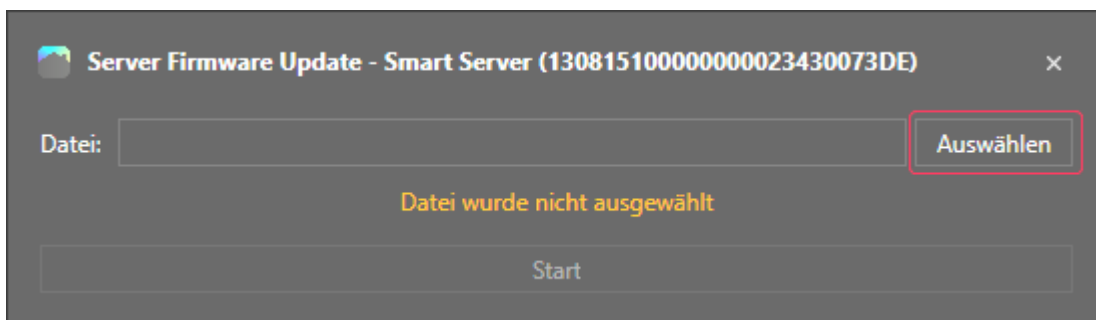 Server Firmware Update - Smart Server (130815100000000023430073DE)
Datei: Auswählen
Datei wurde nicht ausgewählt
Start